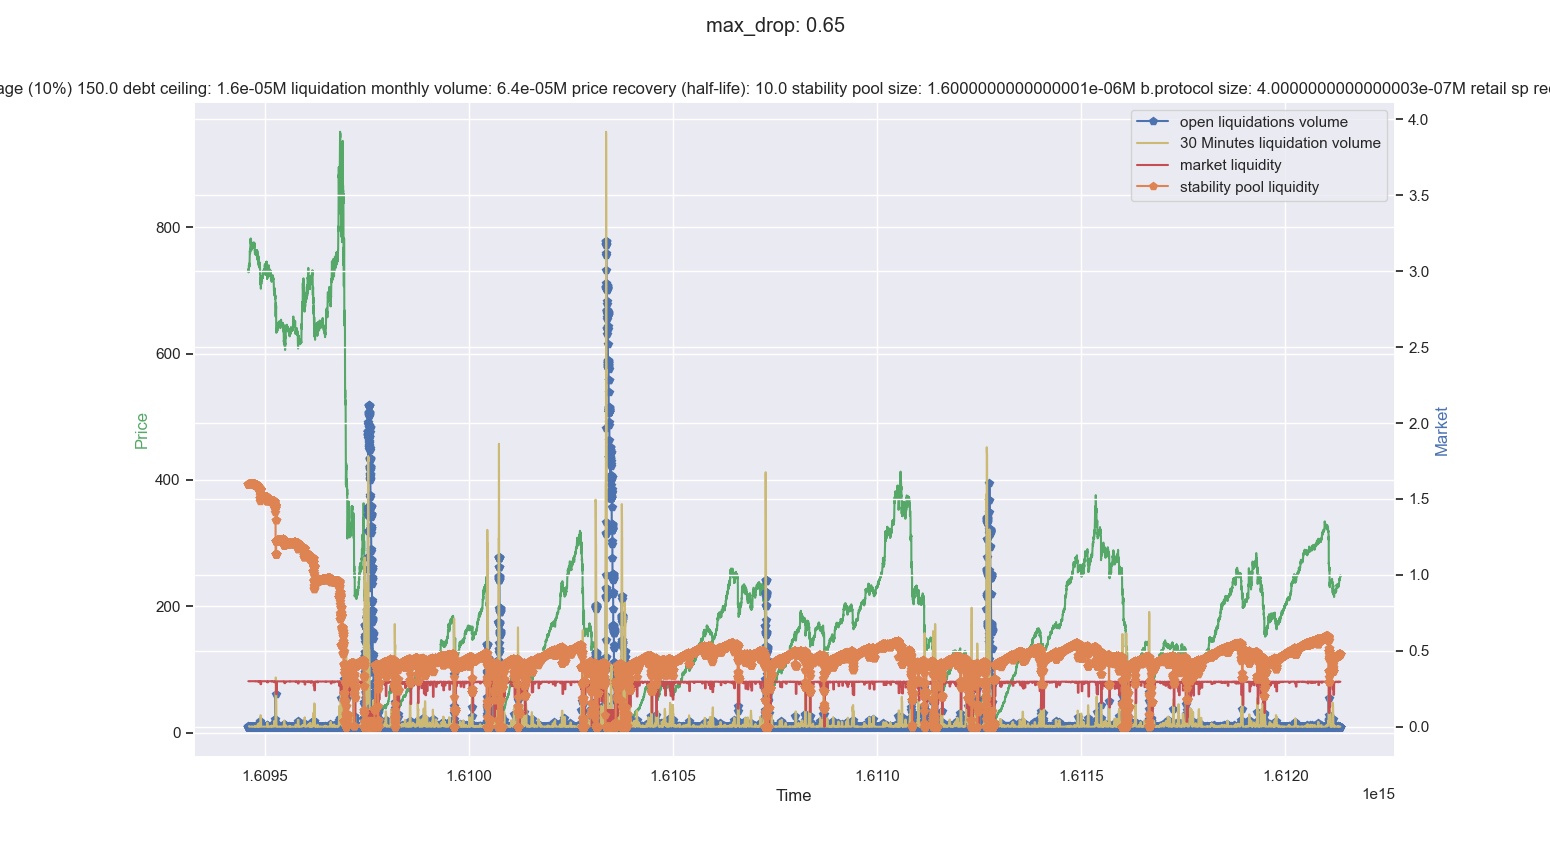 max_drop: 0.65
age (10%) 150.0 debt ceiling: 1.6e-05M liquidation monthly volume: 6.4e-05M price recovery (half-life): 10.0 stability pool size: 1.6000000000000001e-06M b.protocol size: 4.0000000000000003e-07M retail sp re
open liquidations volume
30 Minutes liquidation volume
market liquidity
stability pool liquidity
800
600
400
200
0
Price
4.0
3.5
3.0
2.5
2.0
1.5
1.0
0.5
0.0
Market
1.6095 1.6100 1.6105 1.6110 1.6115 1.6120
Time
1e15